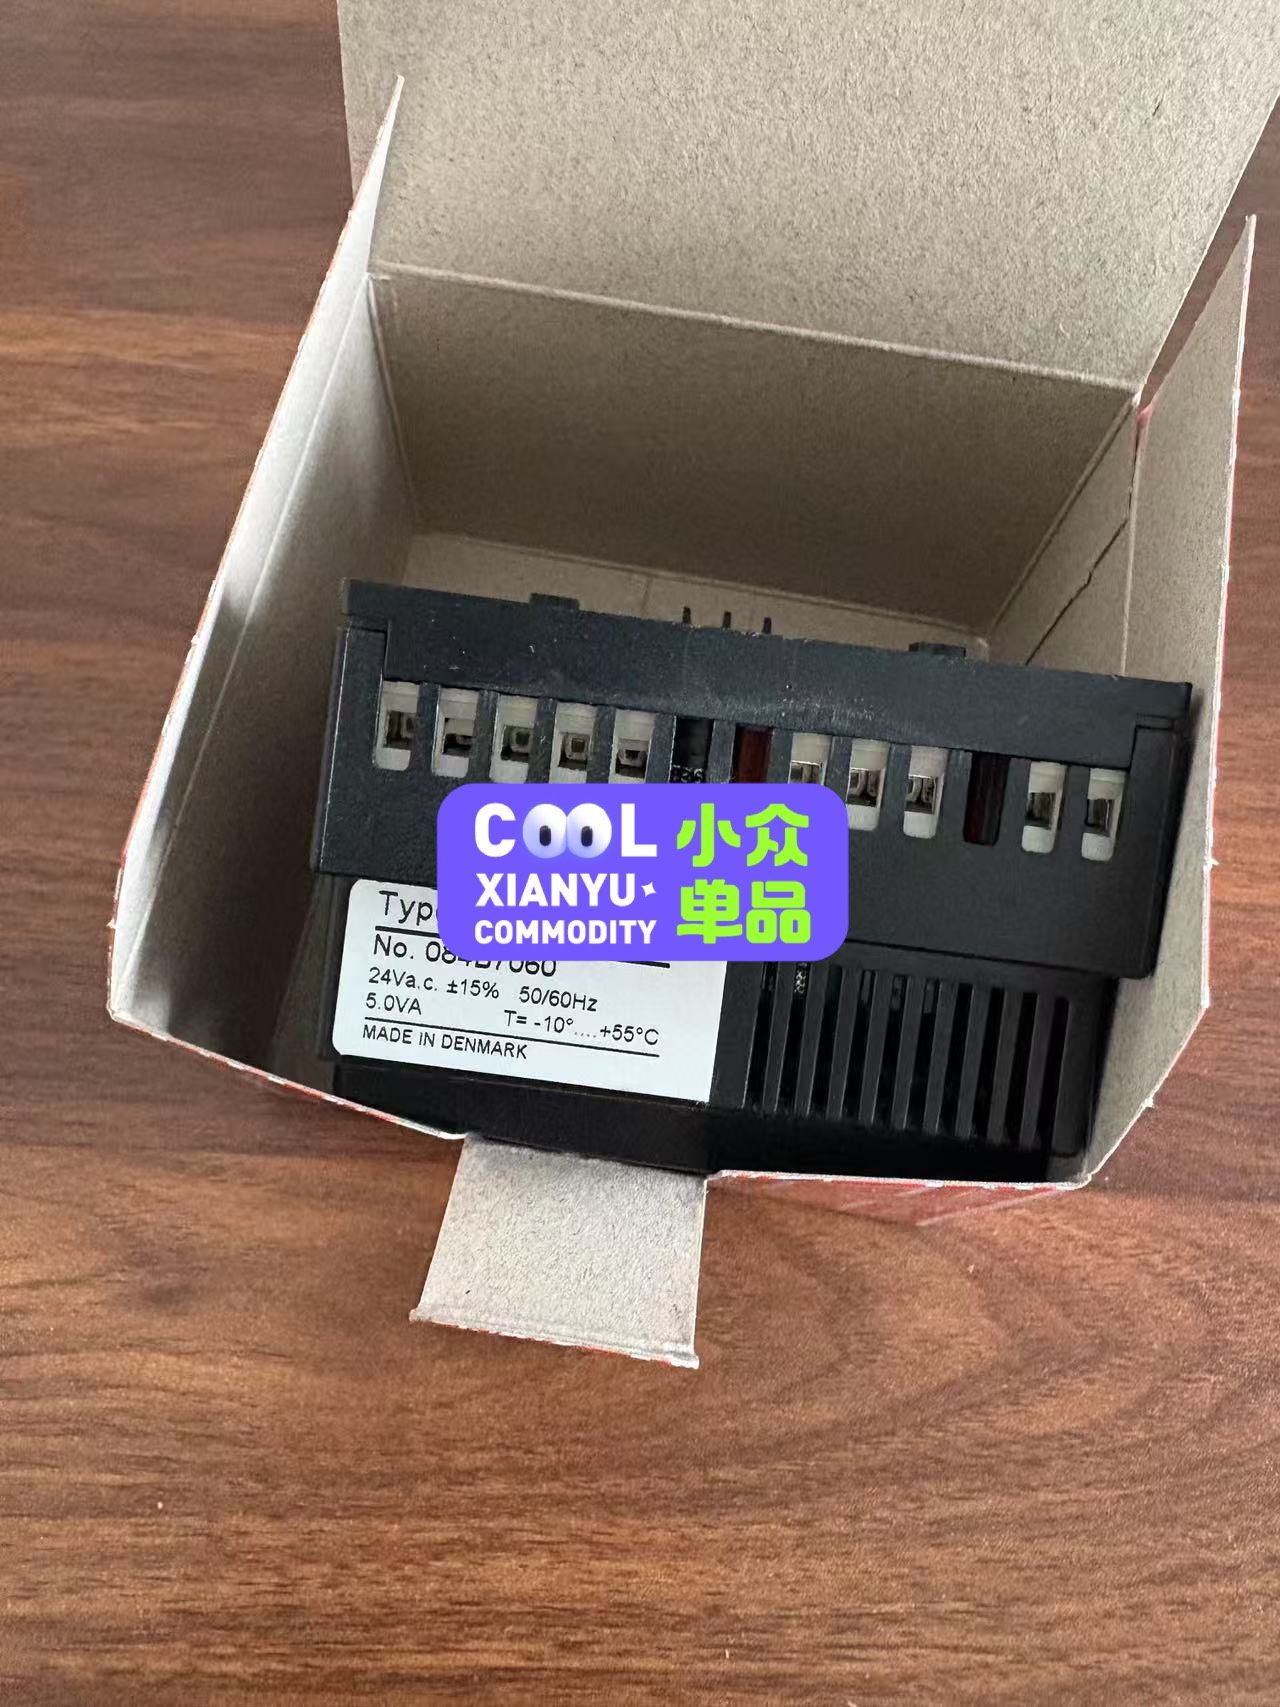 COOL 小众
XIANYU 单品
COMMODITY
Type
No. 084B7060
24Va.c. ±15% 50/60Hz
5.0VA T= -10°....+55°C
MADE IN DENMARK